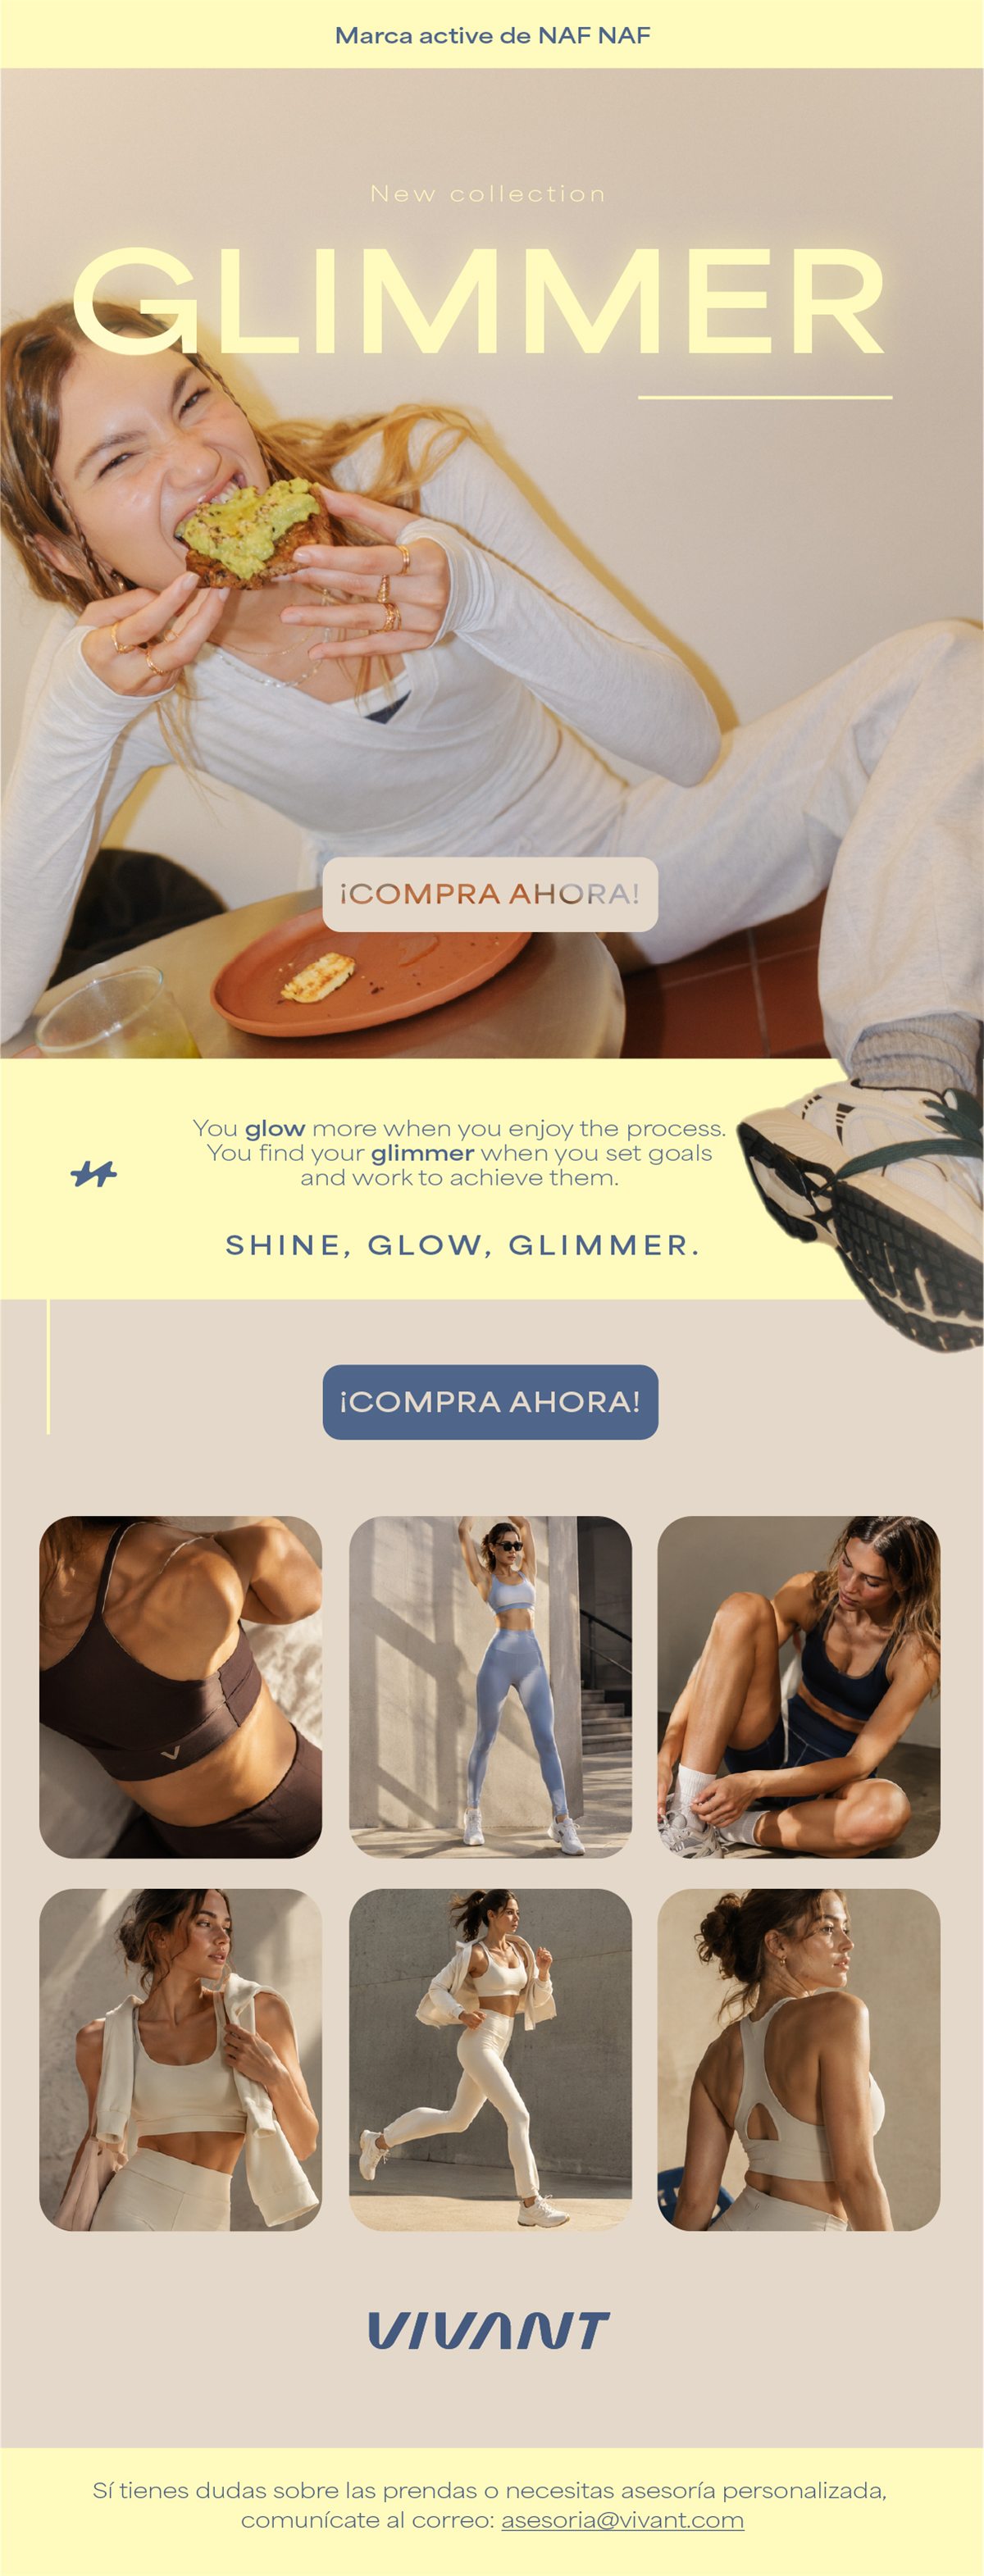 Marca active de NAF NAF
New collection
GLIMMER
¡COMPRA AHORA!
You glow more when you enjoy the process.
You find your glimmer when you set goals
and work to achieve them.
SHINE, GLOW, GLIMMER.
¡COMPRA AHORA!
VIVANT
Sí tienes dudas sobre las prendas o necesitas asesoría personalizada,
comunícate al correo: asesoria@vivant.com